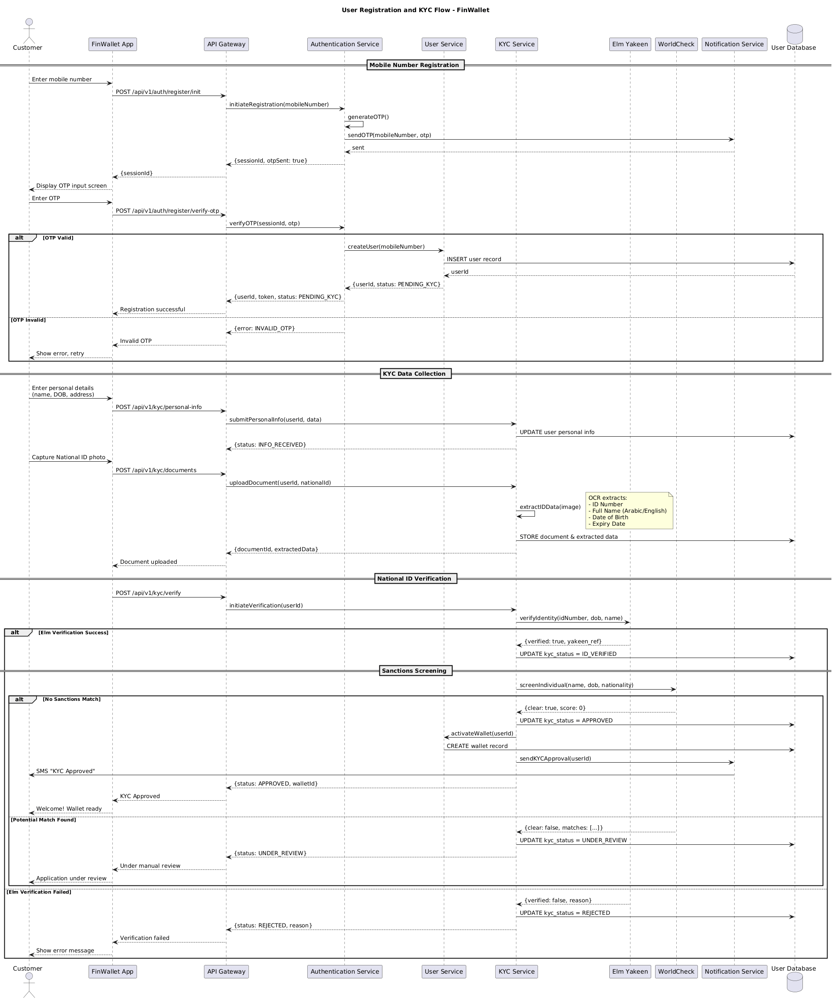 User Registration and KYC Flow - FinWallet
Customer
FinWallet App
API Gateway
Authentication Service
User Service
KYC Service
Elm Yakeen
WorldCheck
Notification Service
User Database
Mobile Number Registration
Enter mobile number
POST /api/v1/auth/register/init
initiateRegistration(mobileNumber)
generateOTP()
sendOTP(mobileNumber, otp)
sent
{sessionId, otpSent: true}
{sessionId}
Display OTP input screen
Enter OTP
POST /api/v1/auth/register/verify-otp
verifyOTP(sessionId, otp)
alt [OTP Valid]
createUser(mobileNumber)
INSERT user record
userId
{userId, status: PENDING_KYC}
{userId, token, status: PENDING_KYC}
Registration successful
[OTP Invalid]
{error: INVALID_OTP}
Invalid OTP
Show error, retry
KYC Data Collection
Enter personal details
(name, DOB, address)
POST /api/v1/kyc/personal-info
submitPersonalInfo(userId, data)
UPDATE user personal info
{status: INFO_RECEIVED}
Capture National ID photo
POST /api/v1/kyc/documents
uploadDocument(userId, nationalId)
extractIDData(image)
OCR extracts:
- ID Number
- Full Name (Arabic/English)
- Date of Birth
- Expiry Date
STORE document & extracted data
{documentId, extractedData}
Document uploaded
National ID Verification
POST /api/v1/kyc/verify
initiateVerification(userId)
verifyIdentity(idNumber, dob, name)
alt [Elm Verification Success]
{verified: true, yakeen_ref}
UPDATE kyc_status = ID_VERIFIED
Sanctions Screening
screenIndividual(name, dob, nationality)
alt [No Sanctions Match]
{clear: true, score: 0}
UPDATE kyc_status = APPROVED
activateWallet(userId)
CREATE wallet record
sendKYCApproval(userId)
SMS "KYC Approved"
{status: APPROVED, walletId}
KYC Approved
Welcome! Wallet ready
[Potential Match Found]
{clear: false, matches: [...]}
UPDATE kyc_status = UNDER_REVIEW
{status: UNDER_REVIEW}
Under manual review
Application under review
[Elm Verification Failed]
{verified: false, reason}
UPDATE kyc_status = REJECTED
{status: REJECTED, reason}
Verification failed
Show error message
Customer
FinWallet App
API Gateway
Authentication Service
User Service
KYC Service
Elm Yakeen
WorldCheck
Notification Service
User Database